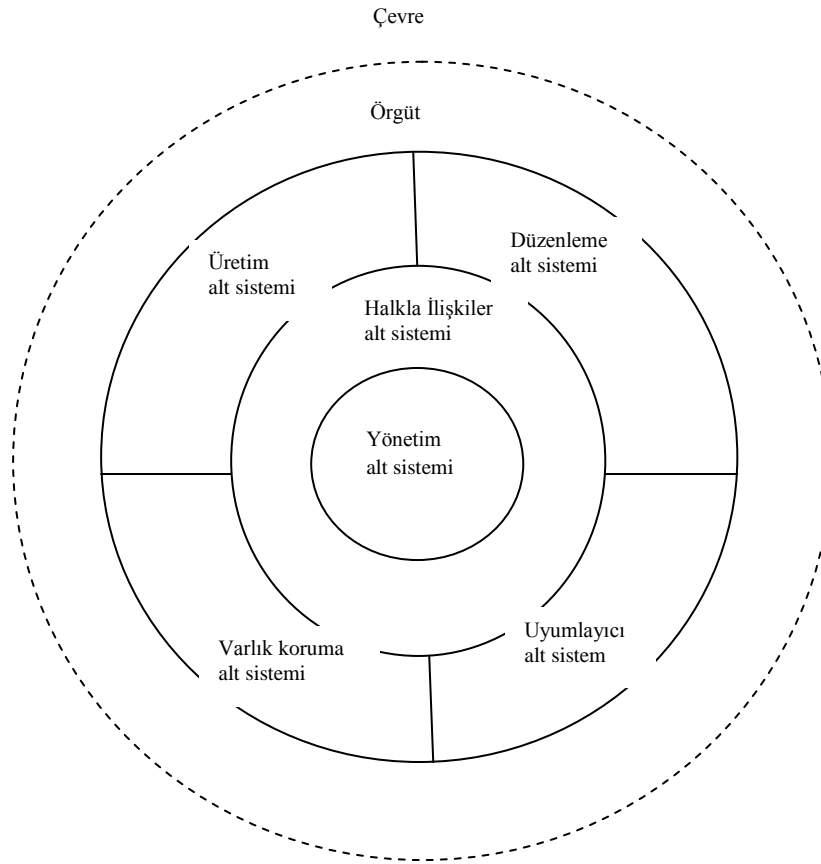 Çevre
Örgüt
Üretim
alt sistemi
Düzenleme
alt sistemi
Halkla İlişkiler
alt sistemi
Yönetim
alt sistemi
Varlık koruma
alt sistemi
Uyumlayıcı
alt sistem